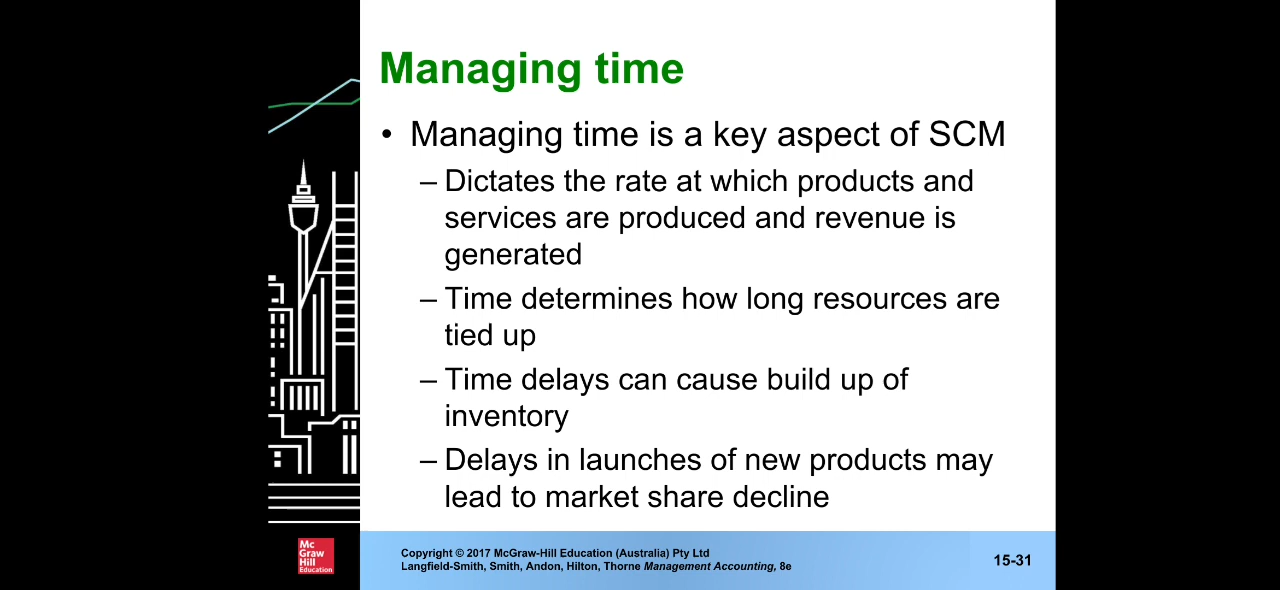 Managing time
• Managing time is a key aspect of SCM
– Dictates the rate at which products and
services are produced and revenue is
generated
– Time determines how long resources are
tied up
– Time delays can cause build up of
inventory
– Delays in launches of new products may
lead to market share decline
Mc
Graw
Hill
Education
Copyright © 2017 McGraw-Hill Education (Australia) Pty Ltd
Langfield-Smith, Smith, Andon, Hilton, Thorne Management Accounting, 8e
15-31